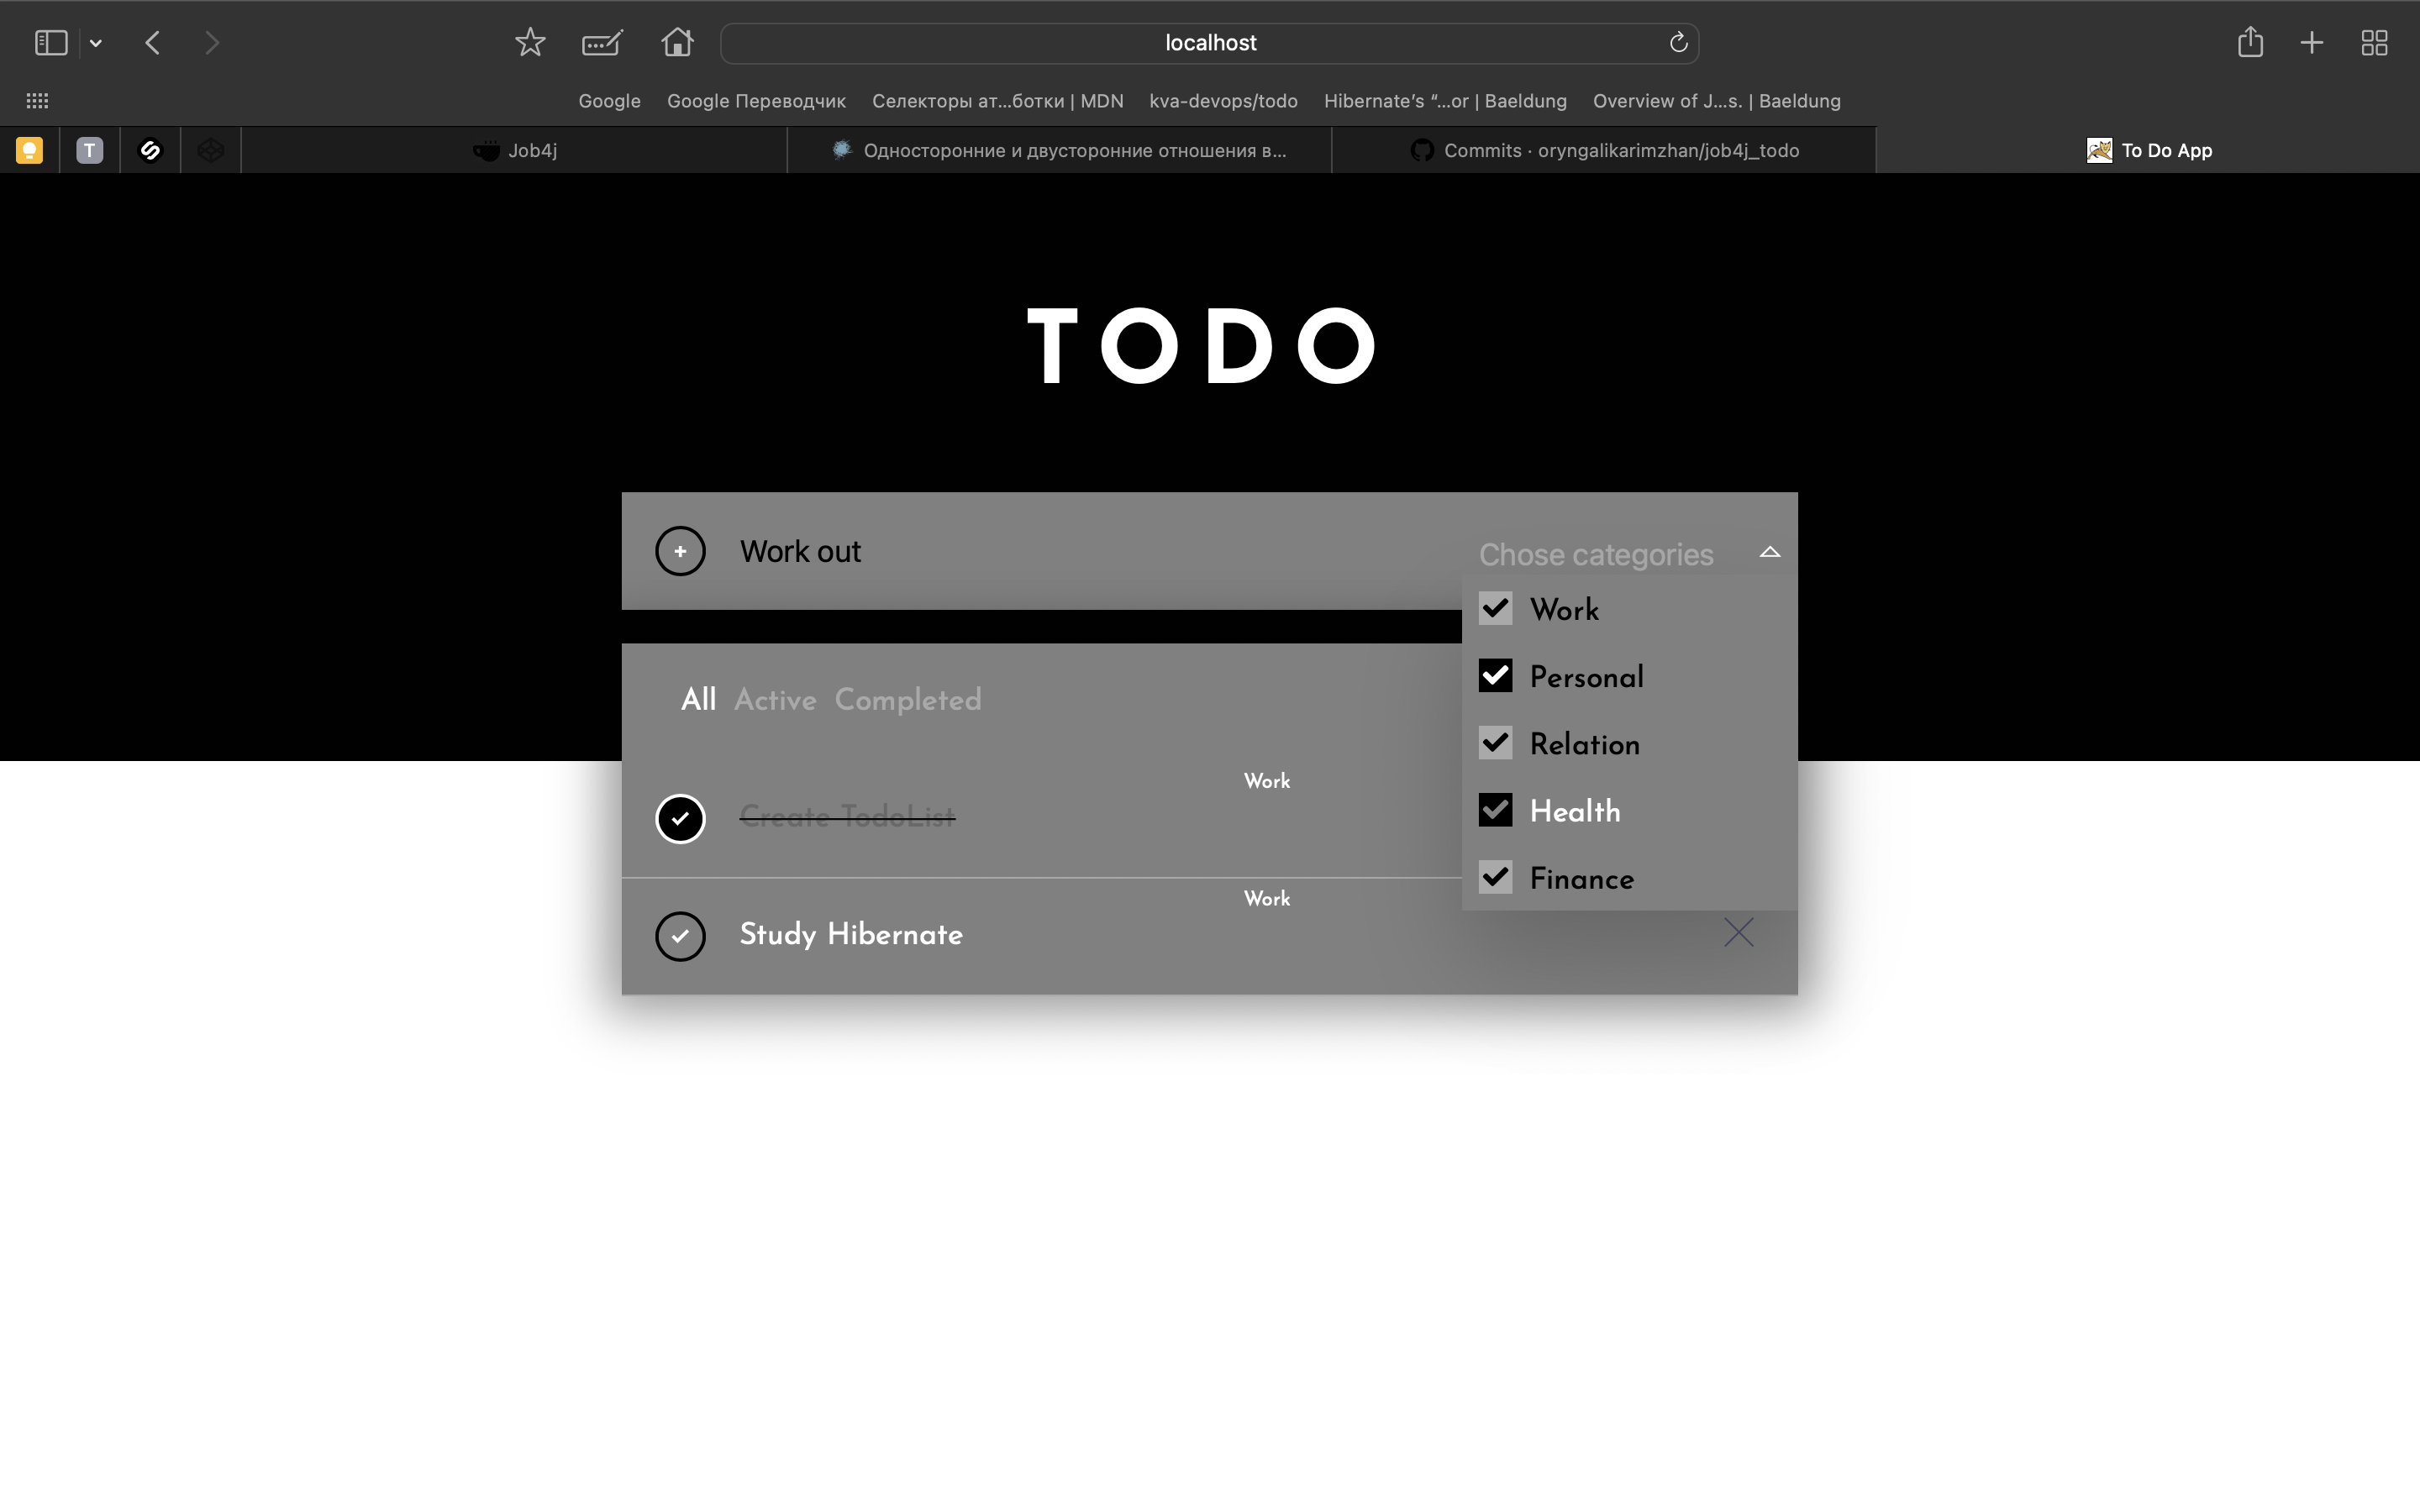 localhost
Google Google Переводчик Селекторы ат...ботки | MDN kva-devops/todo Hibernate's “...or | Baeldung Overview of J...s. | Baeldung
T Job4j Односторонние и двусторонние отношения в... Commits · oryngalikarimzhan/job4j_todo To Do App
TODO
Work out Chose categories
Work
Personal
All Active Completed
Relation
Work
Create TodoList Health
Finance
Work
Study Hibernate